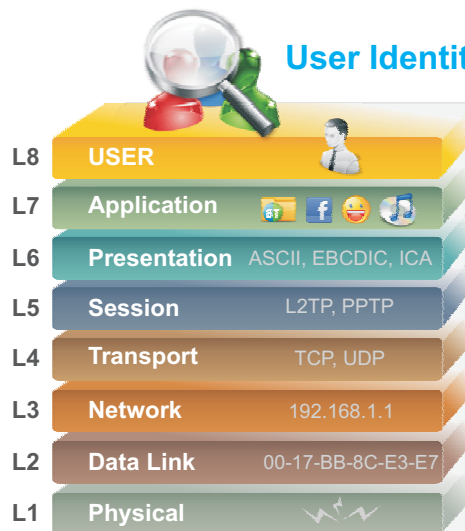 User Identit
L8 USER
L7 Application BT f
L6 Presentation ASCII, EBCDIC, ICA
L5 Session L2TP, PPTP
L4 Transport TCP, UDP
L3 Network 192.168.1.1
L2 Data Link 00-17-BB-8C-E3-E7
L1 Physical